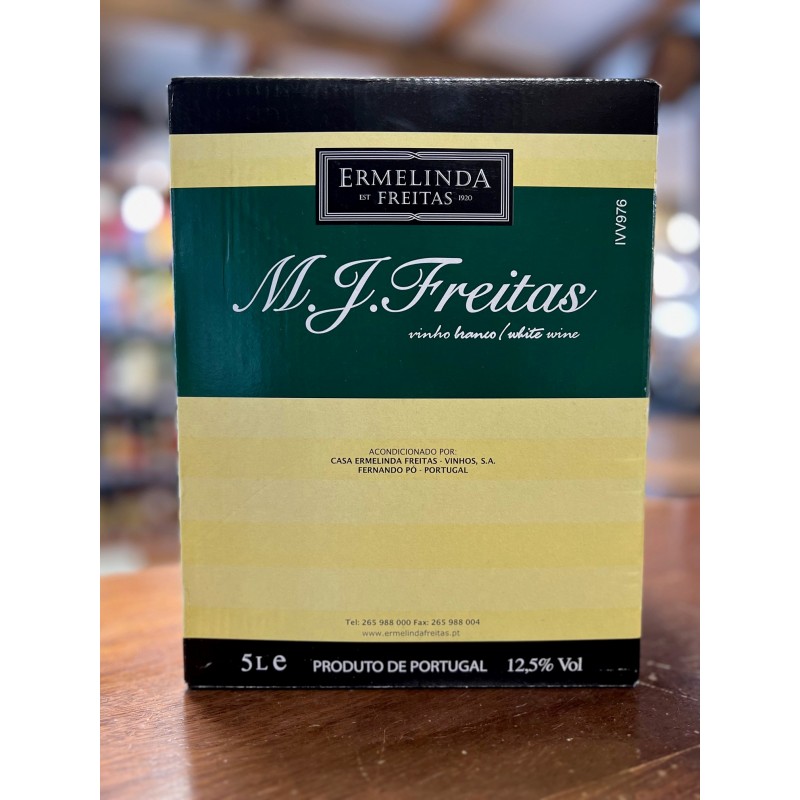 ERMELINDA
EST FREITAS 1920
IVV976
M.J.Freitas
vinho branco / white wine
ACONDICIONADO POR:
CASA ERMELINDA FREITAS - VINHOS, S.A.
FERNANDO PÓ - PORTUGAL
Tel: 265 988 000 Fax: 265 988 004
www.ermelindafreitas.pt
5L e PRODUTO DE PORTUGAL 12,5% Vol